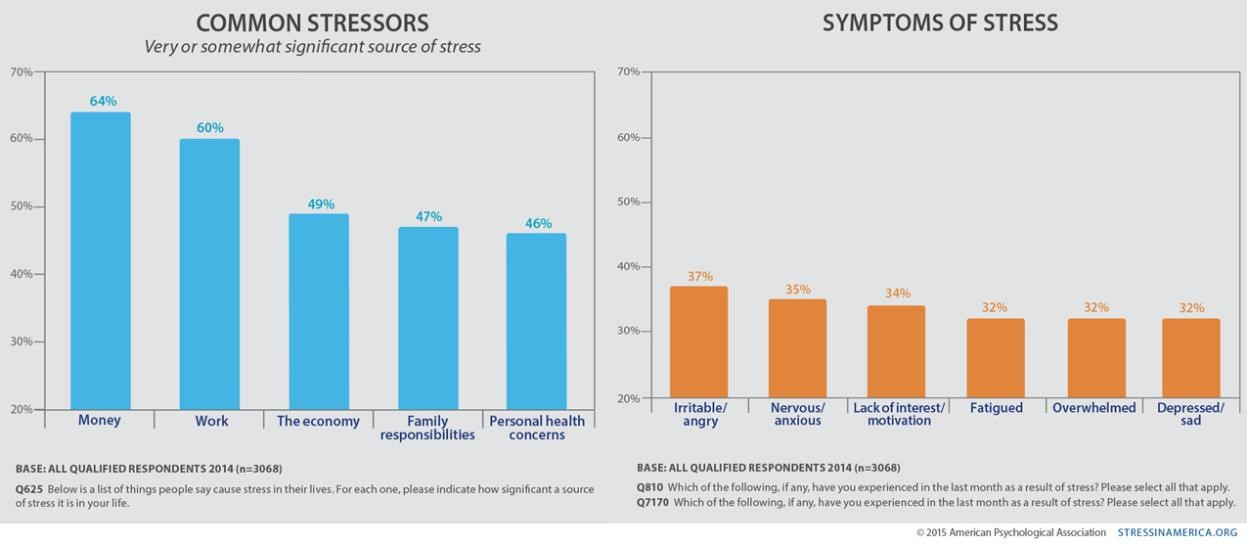 COMMON STRESSORS
Very or somewhat significant source of stress
70%
60%
50%
40%
30%
20%
64%
60%
49%
47%
46%
Money
Work
The economy
Family
responsibilities
Personal health
concerns
BASE: ALL QUALIFIED RESPONDENTS 2014 (n=3068)
Q625 Below is a list of things people say cause stress in their lives. For each one, please indicate how significant a source
of stress it is in your life.
SYMPTOMS OF STRESS
70%
60%
50%
40%
30%
20%
37%
35%
34%
32%
32%
32%
Irritable/
angry
Nervous/
anxious
Lack of interest/
motivation
Fatigued
Overwhelmed
Depressed/
sad
BASE: ALL QUALIFIED RESPONDENTS 2014 (n=3068)
Q810 Which of the following, if any, have you experienced in the last month as a result of stress? Please select all that apply.
Q7170 Which of the following, if any, have you experienced in the last month as a result of stress? Please select all that apply.
© 2015 American Psychological Association STRESSINAMERICA.ORG